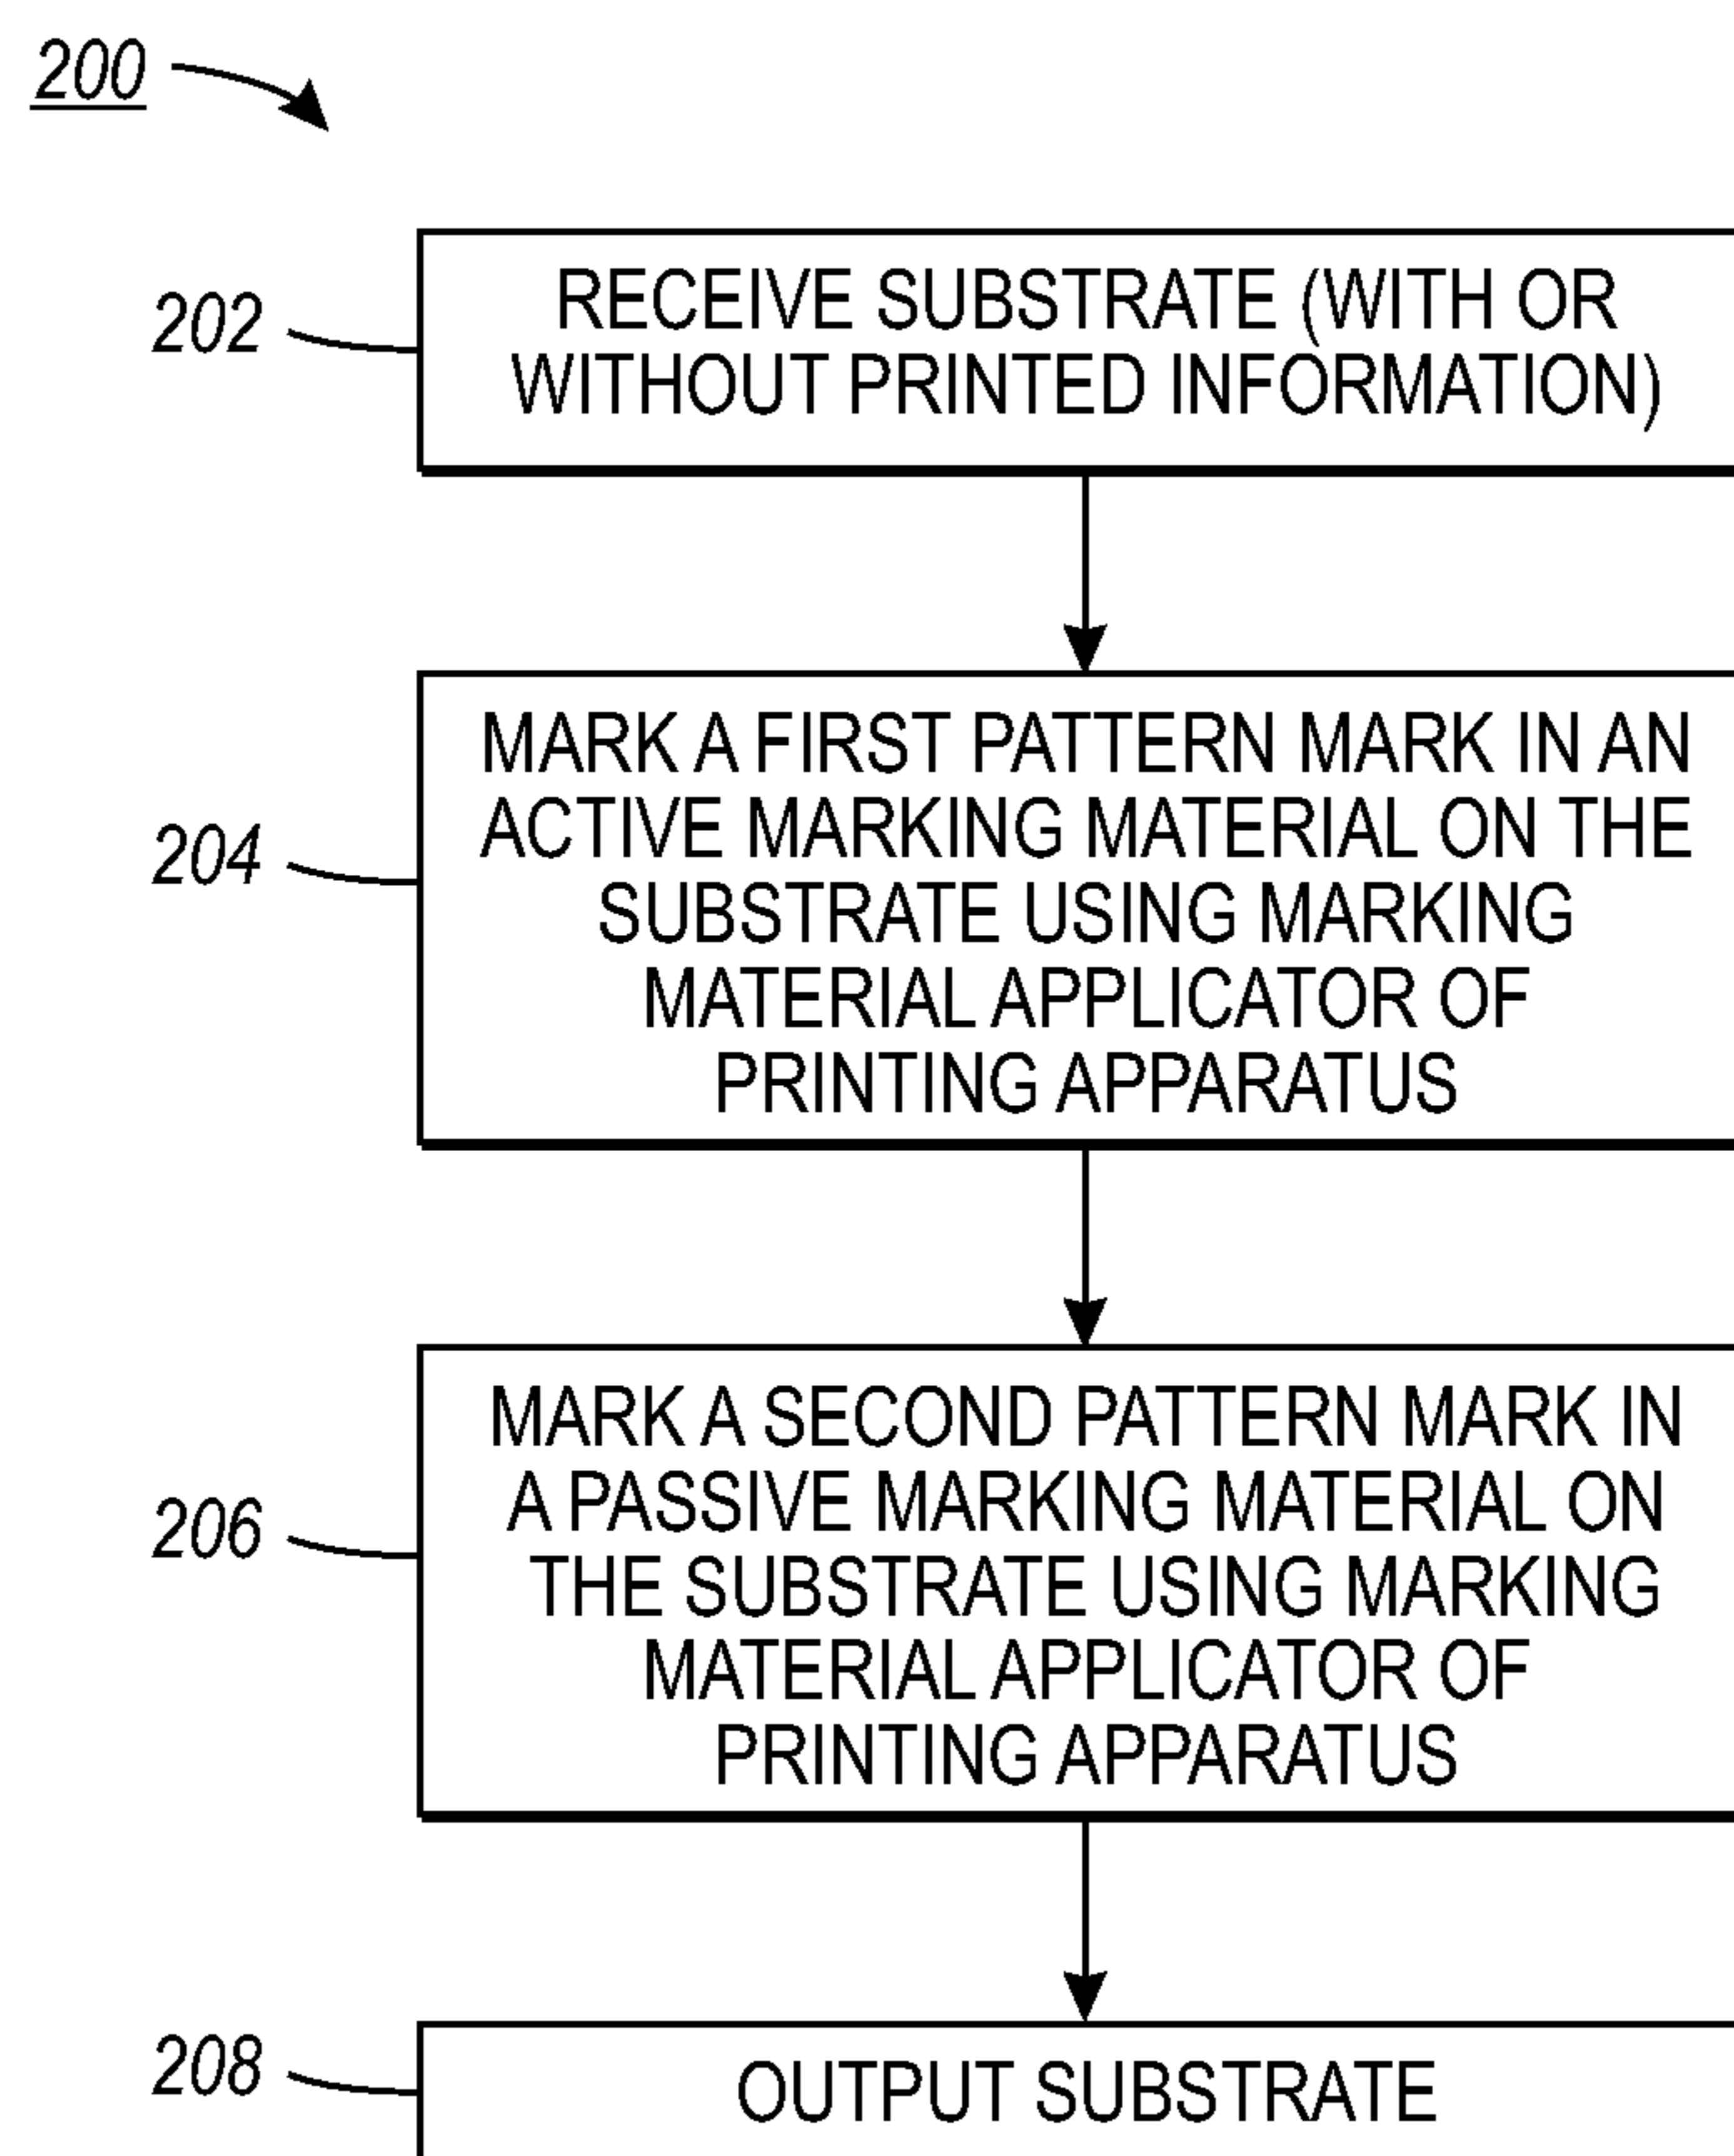 200
202
RECEIVE SUBSTRATE (WITH OR
WITHOUT PRINTED INFORMATION)
204
MARK A FIRST PATTERN MARK IN AN
ACTIVE MARKING MATERIAL ON THE
SUBSTRATE USING MARKING
MATERIAL APPLICATOR OF
PRINTING APPARATUS
206
MARK A SECOND PATTERN MARK IN
A PASSIVE MARKING MATERIAL ON
THE SUBSTRATE USING MARKING
MATERIAL APPLICATOR OF
PRINTING APPARATUS
208
OUTPUT SUBSTRATE